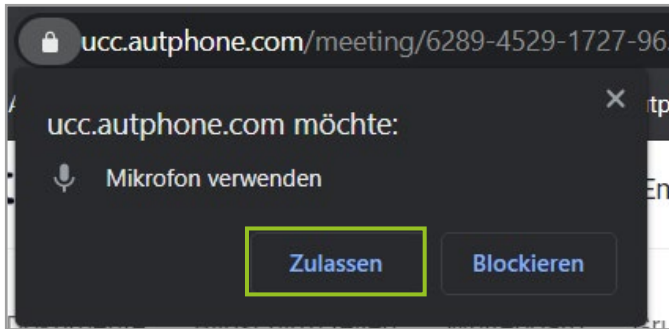 ucc.autphone.com/meeting/6289-4529-1727-96
ucc.autphone.com möchte:
Mikrofon verwenden
Zulassen
Blockieren